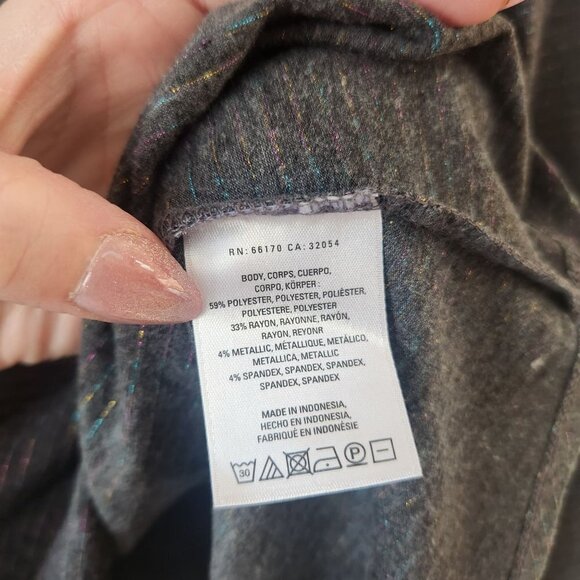 RN: 66170 CA: 32054
BODY, CORPS, CUERPO,
CORPO, KÖRPER :
59% POLYESTER, POLYESTER, POLIÉSTER,
POLYESTERE, POLYESTER
33% RAYON, RAYONNE, RAYÓN,
RAYON, REYONR
4% METALLIC, MÉTALLIQUE, METÁLICO,
METALLICA, METALLIC
4% SPANDEX, SPANDEX, SPANDEX,
SPANDEX, SPANDEX
MADE IN INDONESIA,
HECHO EN INDONESIA,
FABRIQUÉ EN INDONÉSIE
30 P